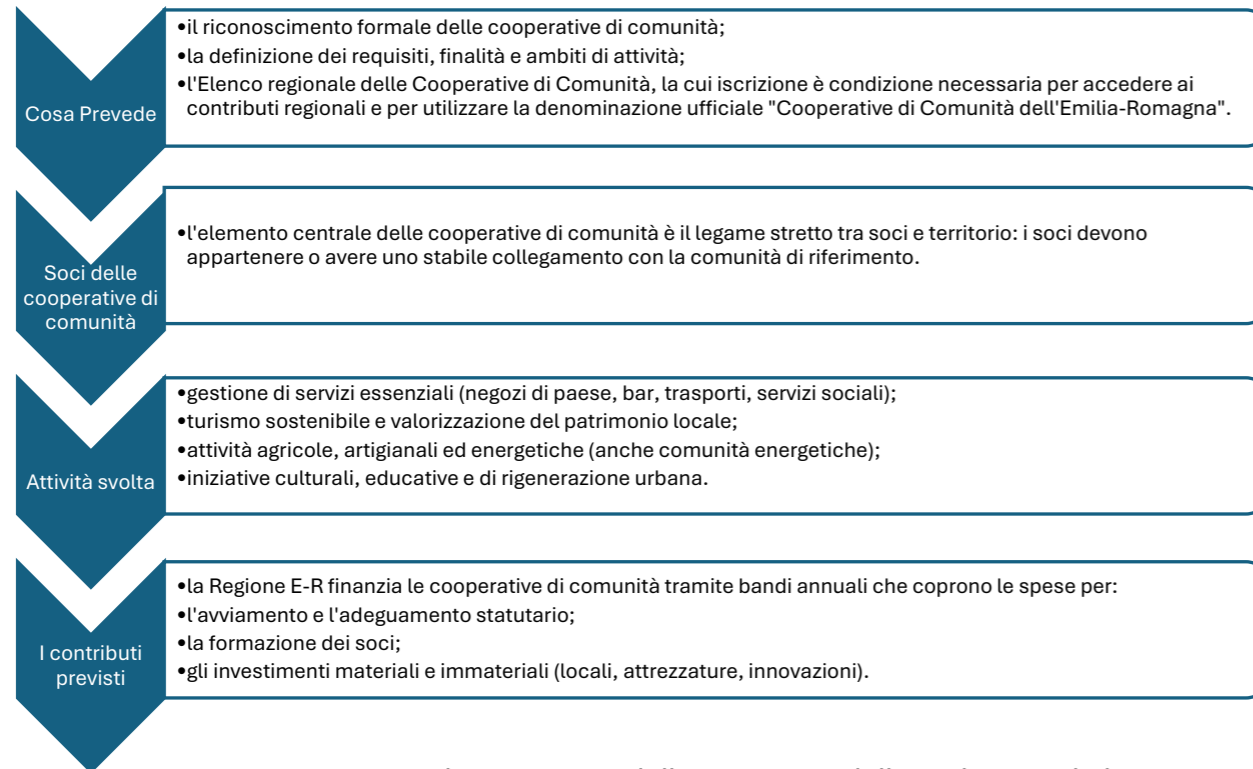 Cosa Prevede
•il riconoscimento formale delle cooperative di comunità;
•la definizione dei requisiti, finalità e ambiti di attività;
•l'Elenco regionale delle Cooperative di Comunità, la cui iscrizione è condizione necessaria per accedere ai
contributi regionali e per utilizzare la denominazione ufficiale "Cooperative di Comunità dell'Emilia-Romagna".
Soci delle
cooperative di
comunità
•l'elemento centrale delle cooperative di comunità è il legame stretto tra soci e territorio: i soci devono
appartenere o avere uno stabile collegamento con la comunità di riferimento.
Attività svolta
•gestione di servizi essenziali (negozi di paese, bar, trasporti, servizi sociali);
•turismo sostenibile e valorizzazione del patrimonio locale;
•attività agricole, artigianali ed energetiche (anche comunità energetiche);
•iniziative culturali, educative e di rigenerazione urbana.
I contributi
previsti
•la Regione E-R finanzia le cooperative di comunità tramite bandi annuali che coprono le spese per:
•l'avviamento e l'adeguamento statutario;
•la formazione dei soci;
•gli investimenti materiali e immateriali (locali, attrezzature, innovazioni).